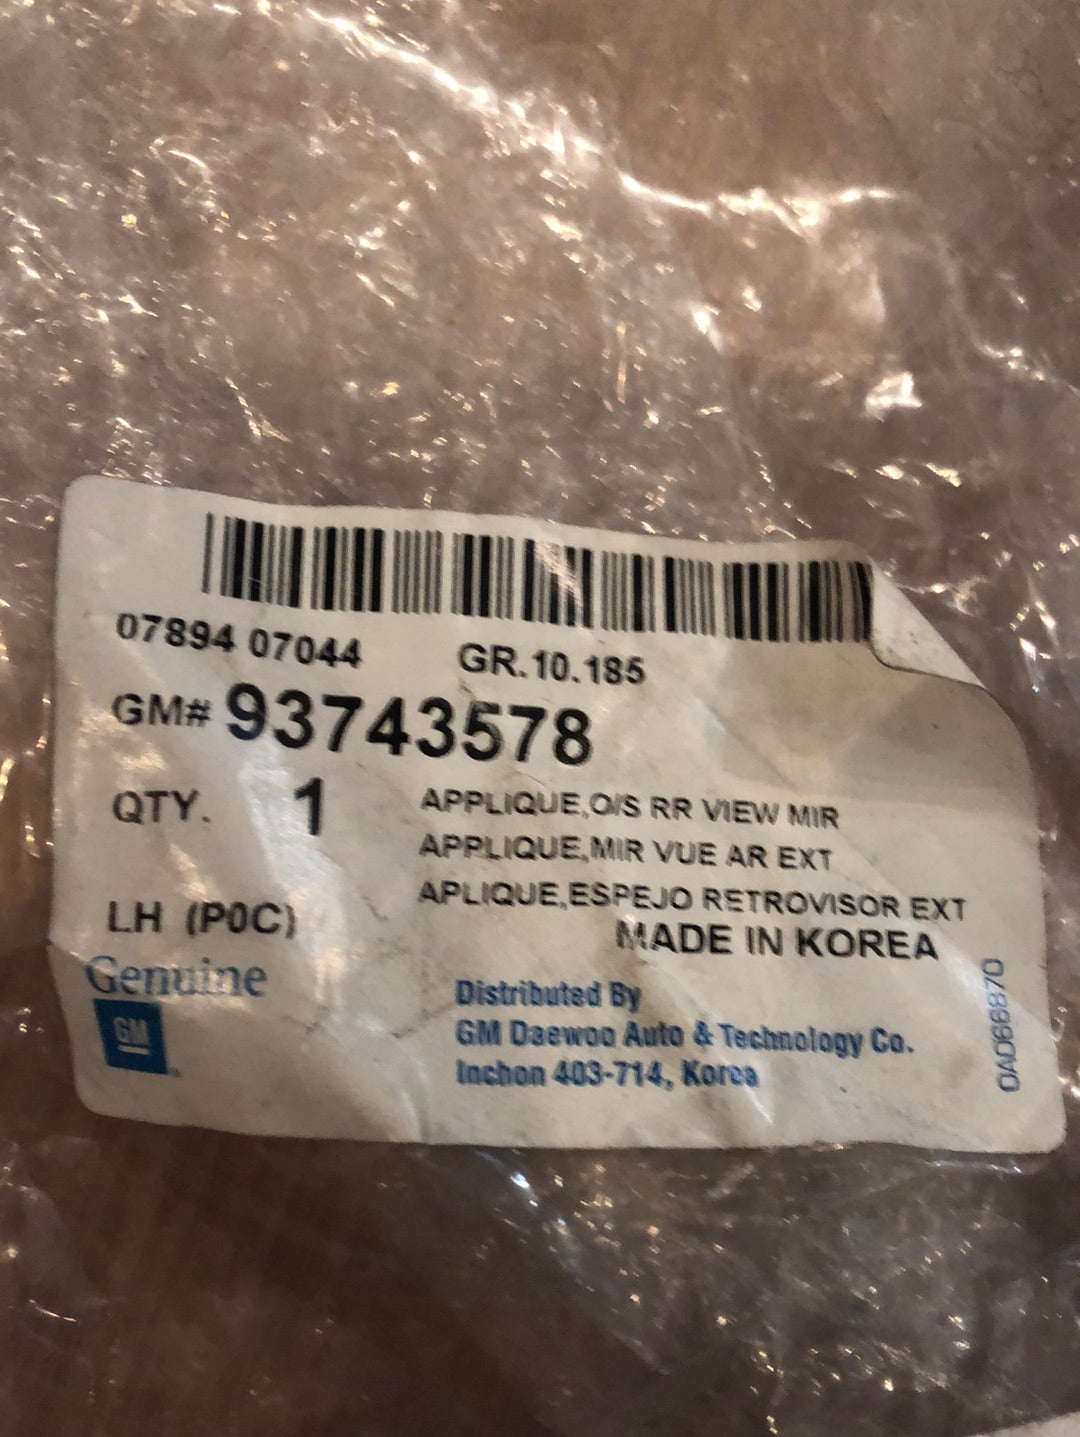 07894 07044 GR.10.185
GM# 93743578
QTY. 1
APPLIQUE,O/S RR VIEW MIR
APPLIQUE,MIR VUE AR EXT
APLIQUE,ESPEJO RETROVISOR EXT
LH (P0C)
MADE IN KOREA
Genuine
GM
Distributed By
GM Daewoo Auto & Technology Co.
Inchon 403-714, Korea
0AD66870